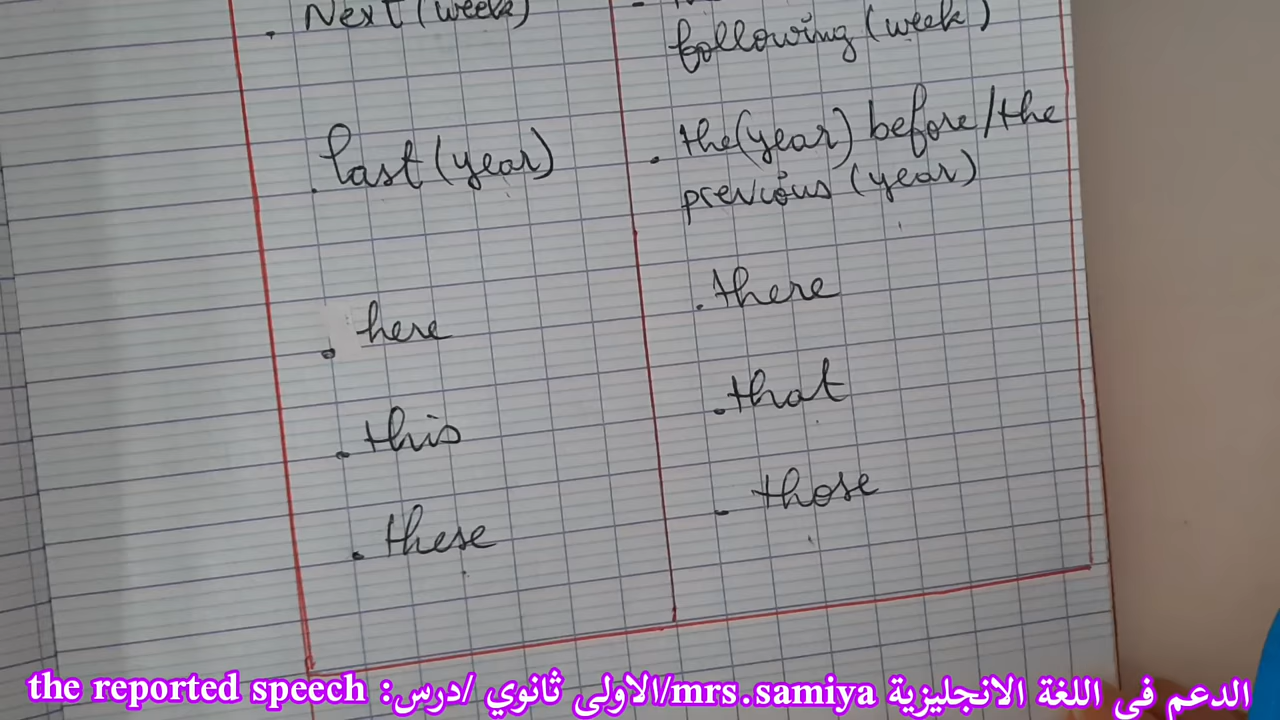 . Next (week)
following (week)
. last (year)
. the (year) before / the
previous (year)
. here
. there
. this
. that
. these
. those
الدعم في اللغة الانجليزية mrs.samiya/الاولى ثانوي /درس: the reported speech